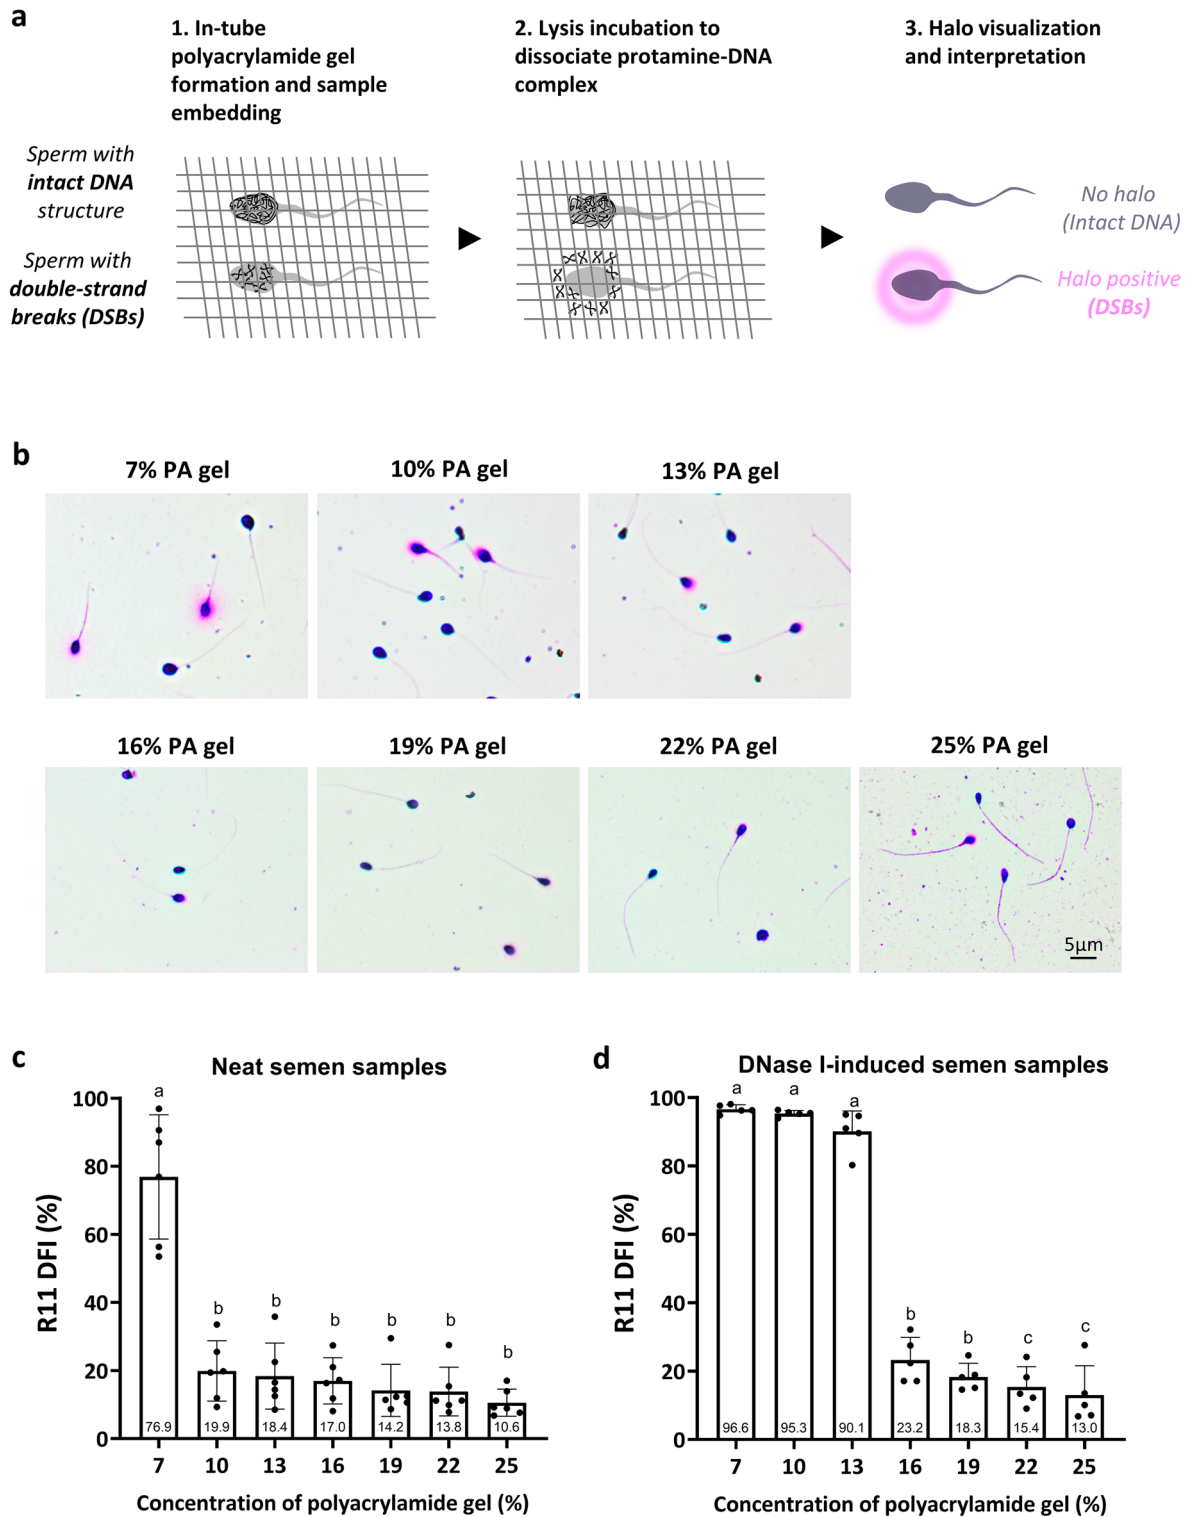 a
1. In-tube
polyacrylamide gel
formation and sample
embedding
2. Lysis incubation to
dissociate protamine-DNA
complex
3. Halo visualization
and interpretation
Sperm with
intact DNA
structure
Sperm with
double-strand
breaks (DSBs)
No halo
(Intact DNA)
Halo positive
(DSBs)
b
7% PA gel
10% PA gel
13% PA gel
16% PA gel
19% PA gel
22% PA gel
25% PA gel
5µm
c
Neat semen samples
R11 DFI (%)
100
80
60
40
20
0
a
b
b
b
b
b
b
76.9
19.9
18.4
17.0
14.2
13.8
10.6
7
10
13
16
19
22
25
Concentration of polyacrylamide gel (%)
d
DNase I-induced semen samples
R11 DFI (%)
100
80
60
40
20
0
a
a
a
b
b
c
c
96.6
95.3
90.1
23.2
18.3
15.4
13.0
7
10
13
16
19
22
25
Concentration of polyacrylamide gel (%)